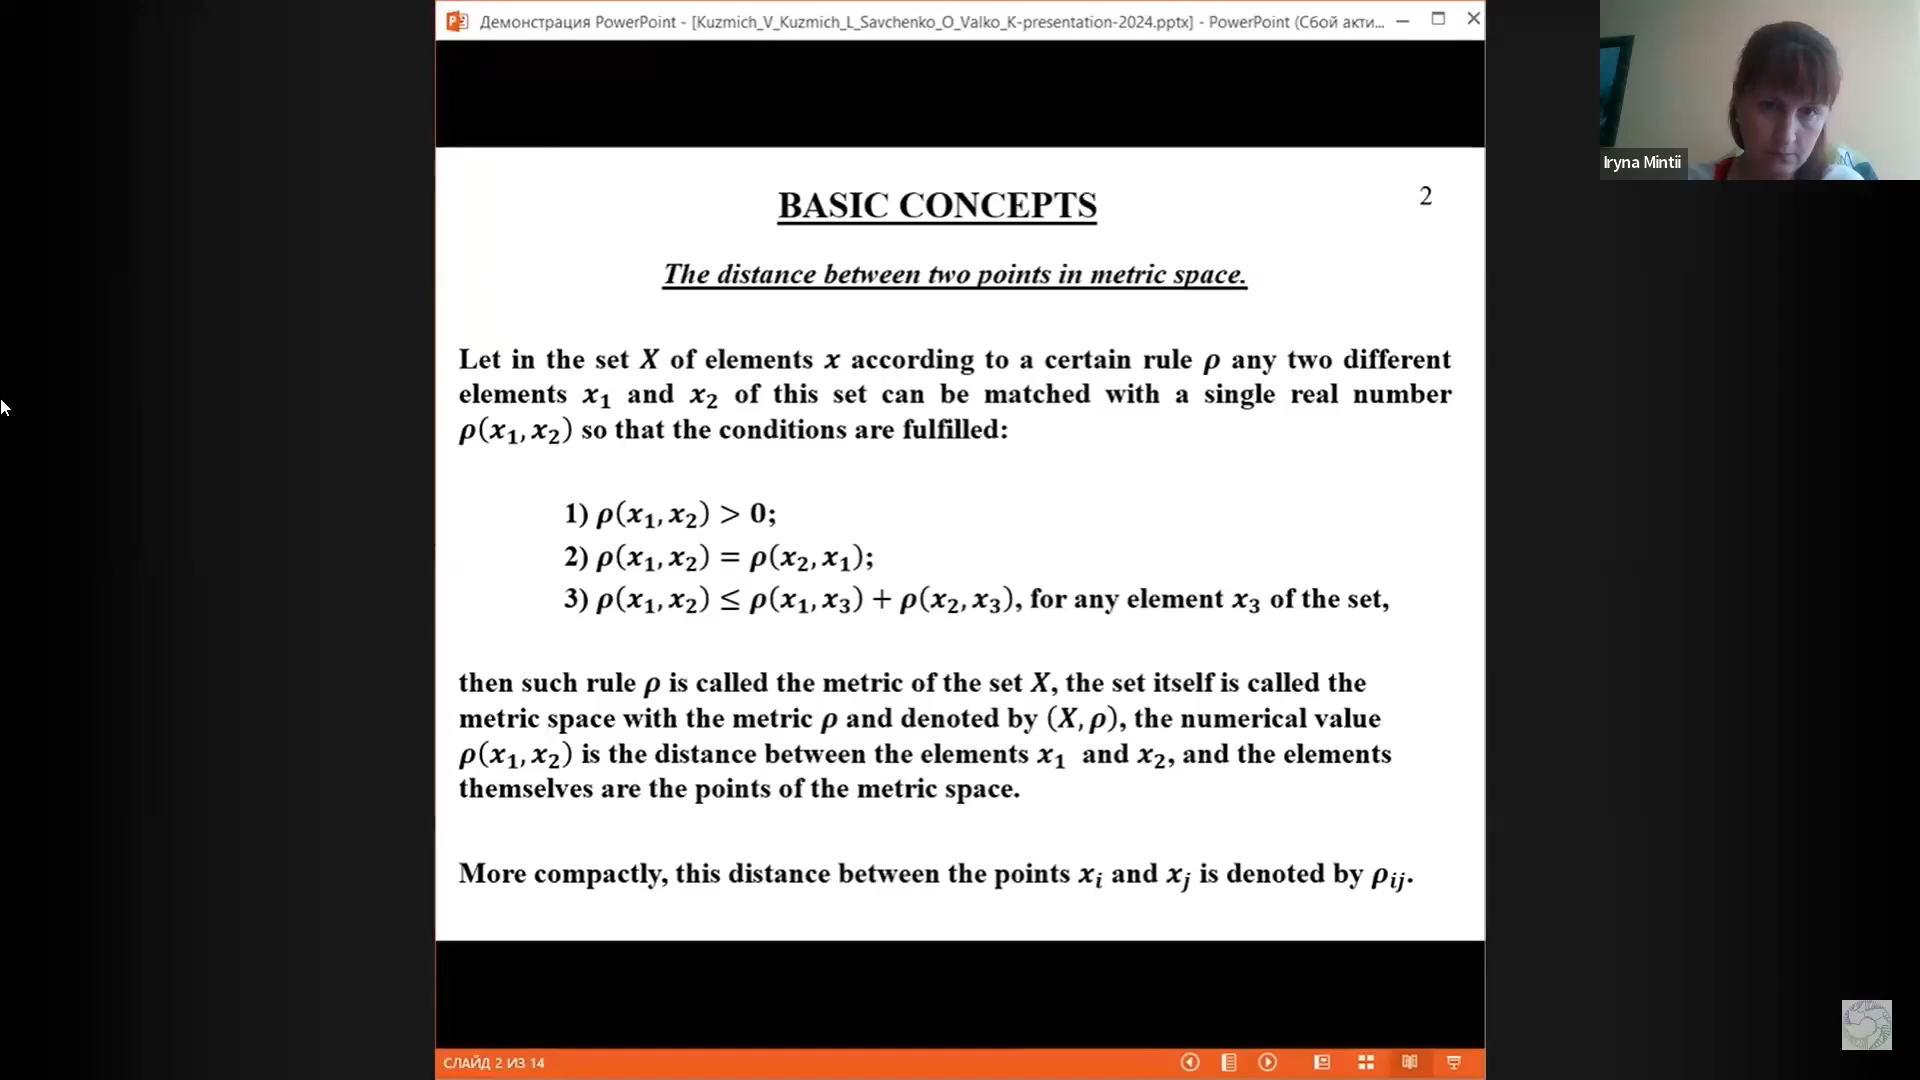 Демонстрация PowerPoint - [Kuzmich_V_Kuzmich_L_Savchenko_O_Valko_K-presentation-2024.pptx] - PowerPoint (Сбой акти...
Iryna Mintii
BASIC CONCEPTS
2
The distance between two points in metric space.
Let in the set X of elements x according to a certain rule ρ any two different
elements x₁ and x₂ of this set can be matched with a single real number
ρ(x₁, x₂) so that the conditions are fulfilled:
1) ρ(x₁, x₂) > 0;
2) ρ(x₁, x₂) = ρ(x₂, x₁);
3) ρ(x₁, x₂) ≤ ρ(x₁, x₃) + ρ(x₂, x₃), for any element x₃ of the set,
then such rule ρ is called the metric of the set X, the set itself is called the
metric space with the metric ρ and denoted by (X, ρ), the numerical value
ρ(x₁, x₂) is the distance between the elements x₁ and x₂, and the elements
themselves are the points of the metric space.
More compactly, this distance between the points xᵢ and xⱼ is denoted by ρᵢⱼ.
СЛАЙД 2 ИЗ 14